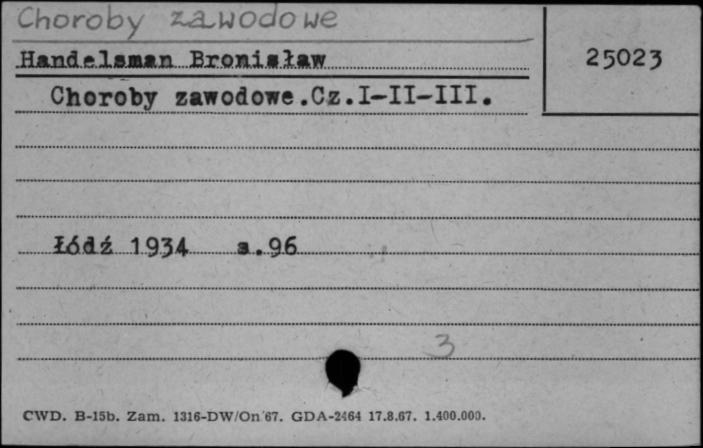 Choroby zawodowe
Handelsman Bronisław
25023
Choroby zawodowe.Cz.I-II-III.
Łódź 1934 s.96
3
CWD. B-15b. Zam. 1316-DW/On/67. GDA-2464 17.8.67. 1.400.000.